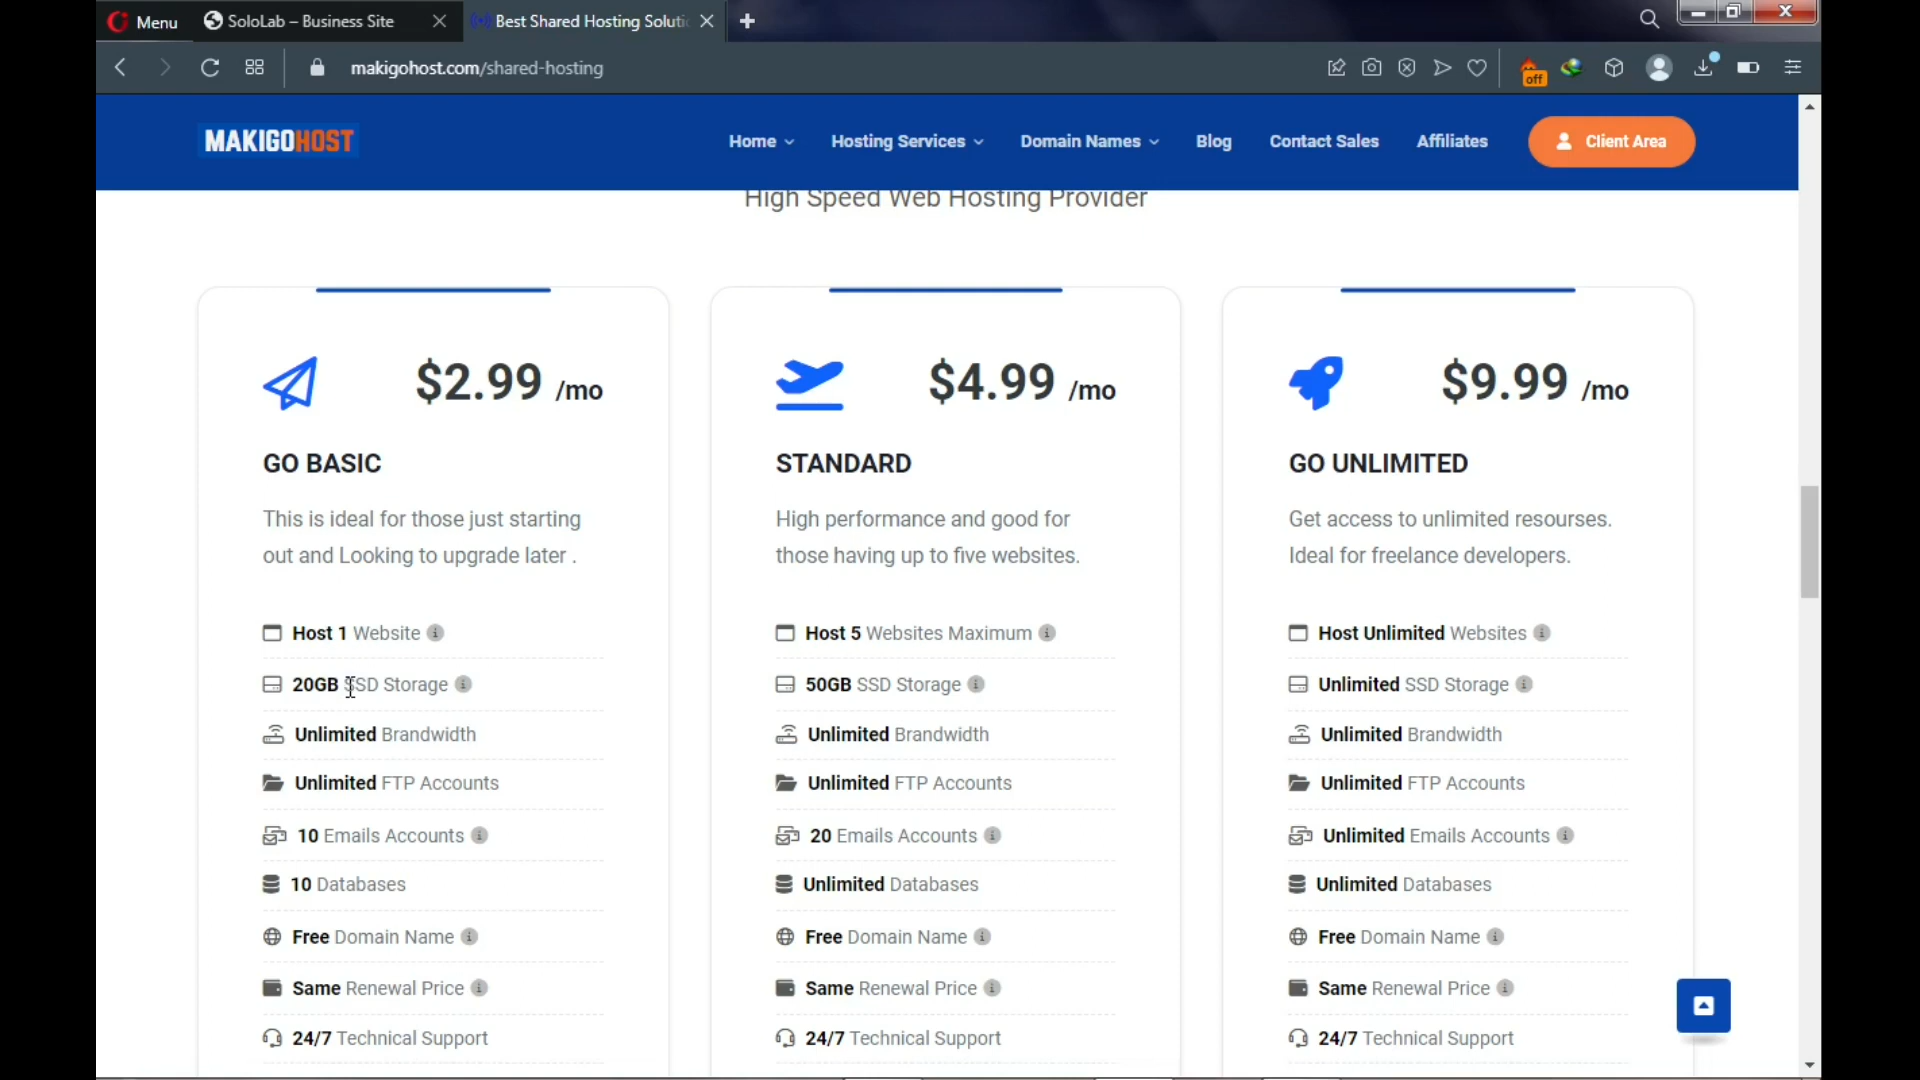 Menu
SoloLab – Business Site
Best Shared Hosting Soluti
makigohost.com/shared-hosting
off
MAKIGOHOST
Home
Hosting Services
Domain Names
Blog
Contact Sales
Affiliates
Client Area
High Speed Web Hosting Provider
$2.99 /mo
GO BASIC
This is ideal for those just starting
out and Looking to upgrade later .
Host 1 Website
20GB SSD Storage
Unlimited Brandwidth
Unlimited FTP Accounts
10 Emails Accounts
10 Databases
Free Domain Name
Same Renewal Price
24/7 Technical Support
$4.99 /mo
STANDARD
High performance and good for
those having up to five websites.
Host 5 Websites Maximum
50GB SSD Storage
Unlimited Brandwidth
Unlimited FTP Accounts
20 Emails Accounts
Unlimited Databases
Free Domain Name
Same Renewal Price
24/7 Technical Support
$9.99 /mo
GO UNLIMITED
Get access to unlimited resourses.
Ideal for freelance developers.
Host Unlimited Websites
Unlimited SSD Storage
Unlimited Brandwidth
Unlimited FTP Accounts
Unlimited Emails Accounts
Unlimited Databases
Free Domain Name
Same Renewal Price
24/7 Technical Support